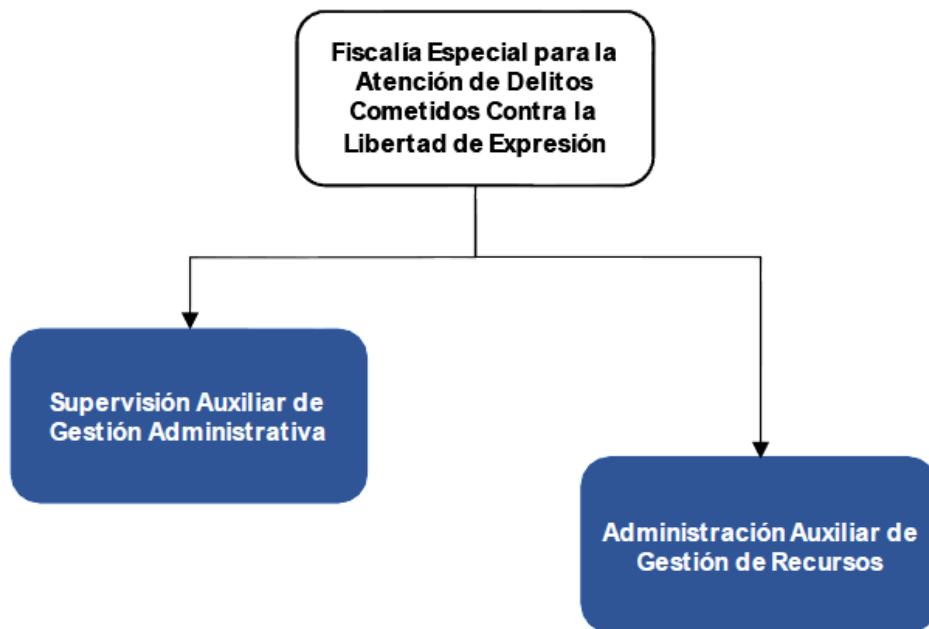 Fiscalía Especial para la
Atención de Delitos
Cometidos Contra la
Libertad de Expresión
Supervisión Auxiliar de
Gestión Administrativa
Administración Auxiliar de
Gestión de Recursos